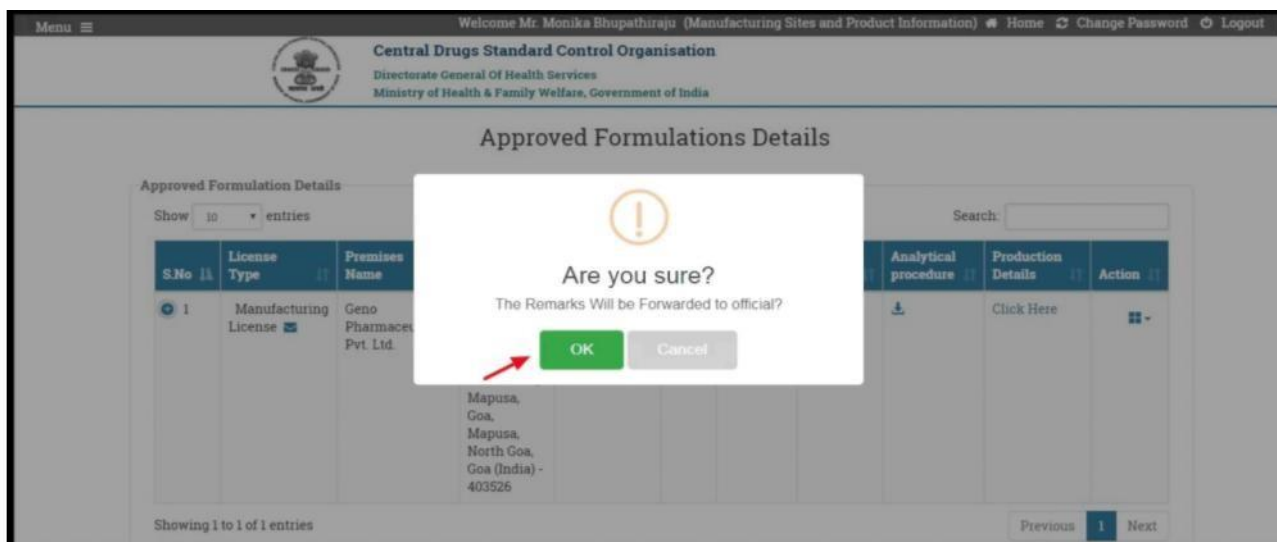 Menu
Welcome Mr. Monika Bhupathiraju (Manufacturing Sites and Product Information) Home Change Password Logout
Central Drugs Standard Control Organisation
Directorate General Of Health Services
Ministry of Health & Family Welfare, Government of India
Approved Formulations Details
Approved Formulation Details
Show 10 entries
Search:
S.No
License Type
Premises Name
Analytical procedure
Production Details
Action
1
Manufacturing License
Geno Pharmaceu
Pvt. Ltd.
Mapusa,
Goa,
Mapusa,
North Goa,
Goa (India) -
403526
Click Here
!
Are you sure?
The Remarks Will be Forwarded to official?
OK
Cancel
Showing 1 to 1 of 1 entries
Previous 1 Next